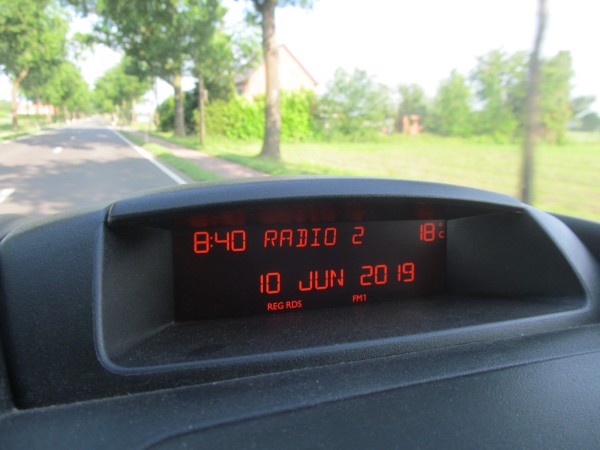 8:40 RADIO 2 18°C
10 JUN 2019
REG RDS FM1